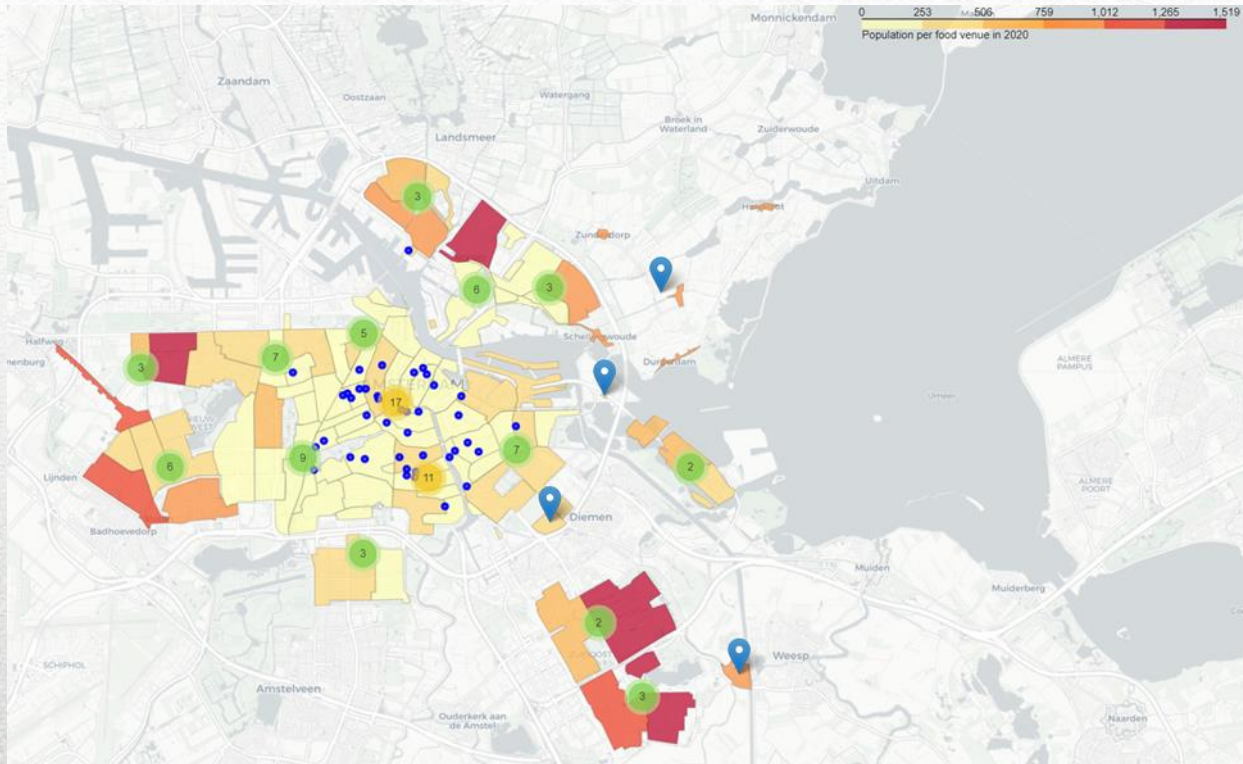 Monnickendam
0 253 506 759 1,012 1,265 1,519
Population per food venue in 2020
Zaandam
Oostzaan
Watergang
Landsmeer
Broek in
Waterland
Zuiderwoude
Uitdam
3
Zunderdorp
6
3
Halfweg
5
7
3
Durgerdam
ALMERE
PAMPUS
IJmeer
17
9
7
11
6
2
Lijnden
ALMERE
POORT
Badhoevedorp
Diemen
3
Muiden
Muiderberg
2
SCHIPHOL
Weesp
Amstelveen
3
Ouderkerk aan
de Amstel
Naarden